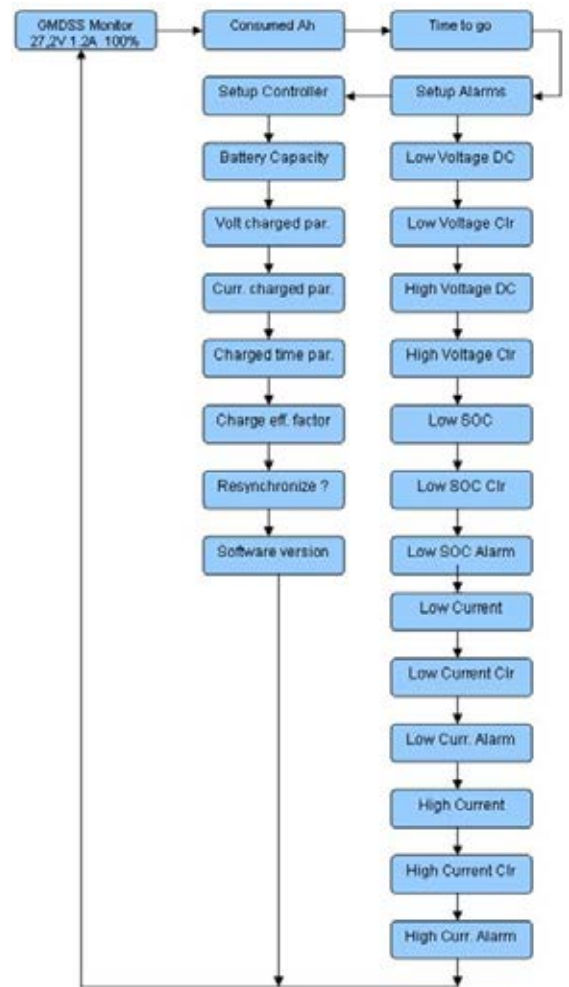 GMDSS Monitor
27,2V 1.2A 100%
Consumed Ah
Time to go
Setup Controller
Setup Alarms
Battery Capacity
Low Voltage DC
Volt charged par.
Low Voltage Clr
Curr. charged par.
High Voltage DC
Charged time par.
High Voltage Clr
Charge eff. factor
Low SOC
Resynchronize ?
Low SOC Clr
Software version
Low SOC Alarm
Low Current
Low Current Clr
Low Curr. Alarm
High Current
High Current Clr
High Curr. Alarm